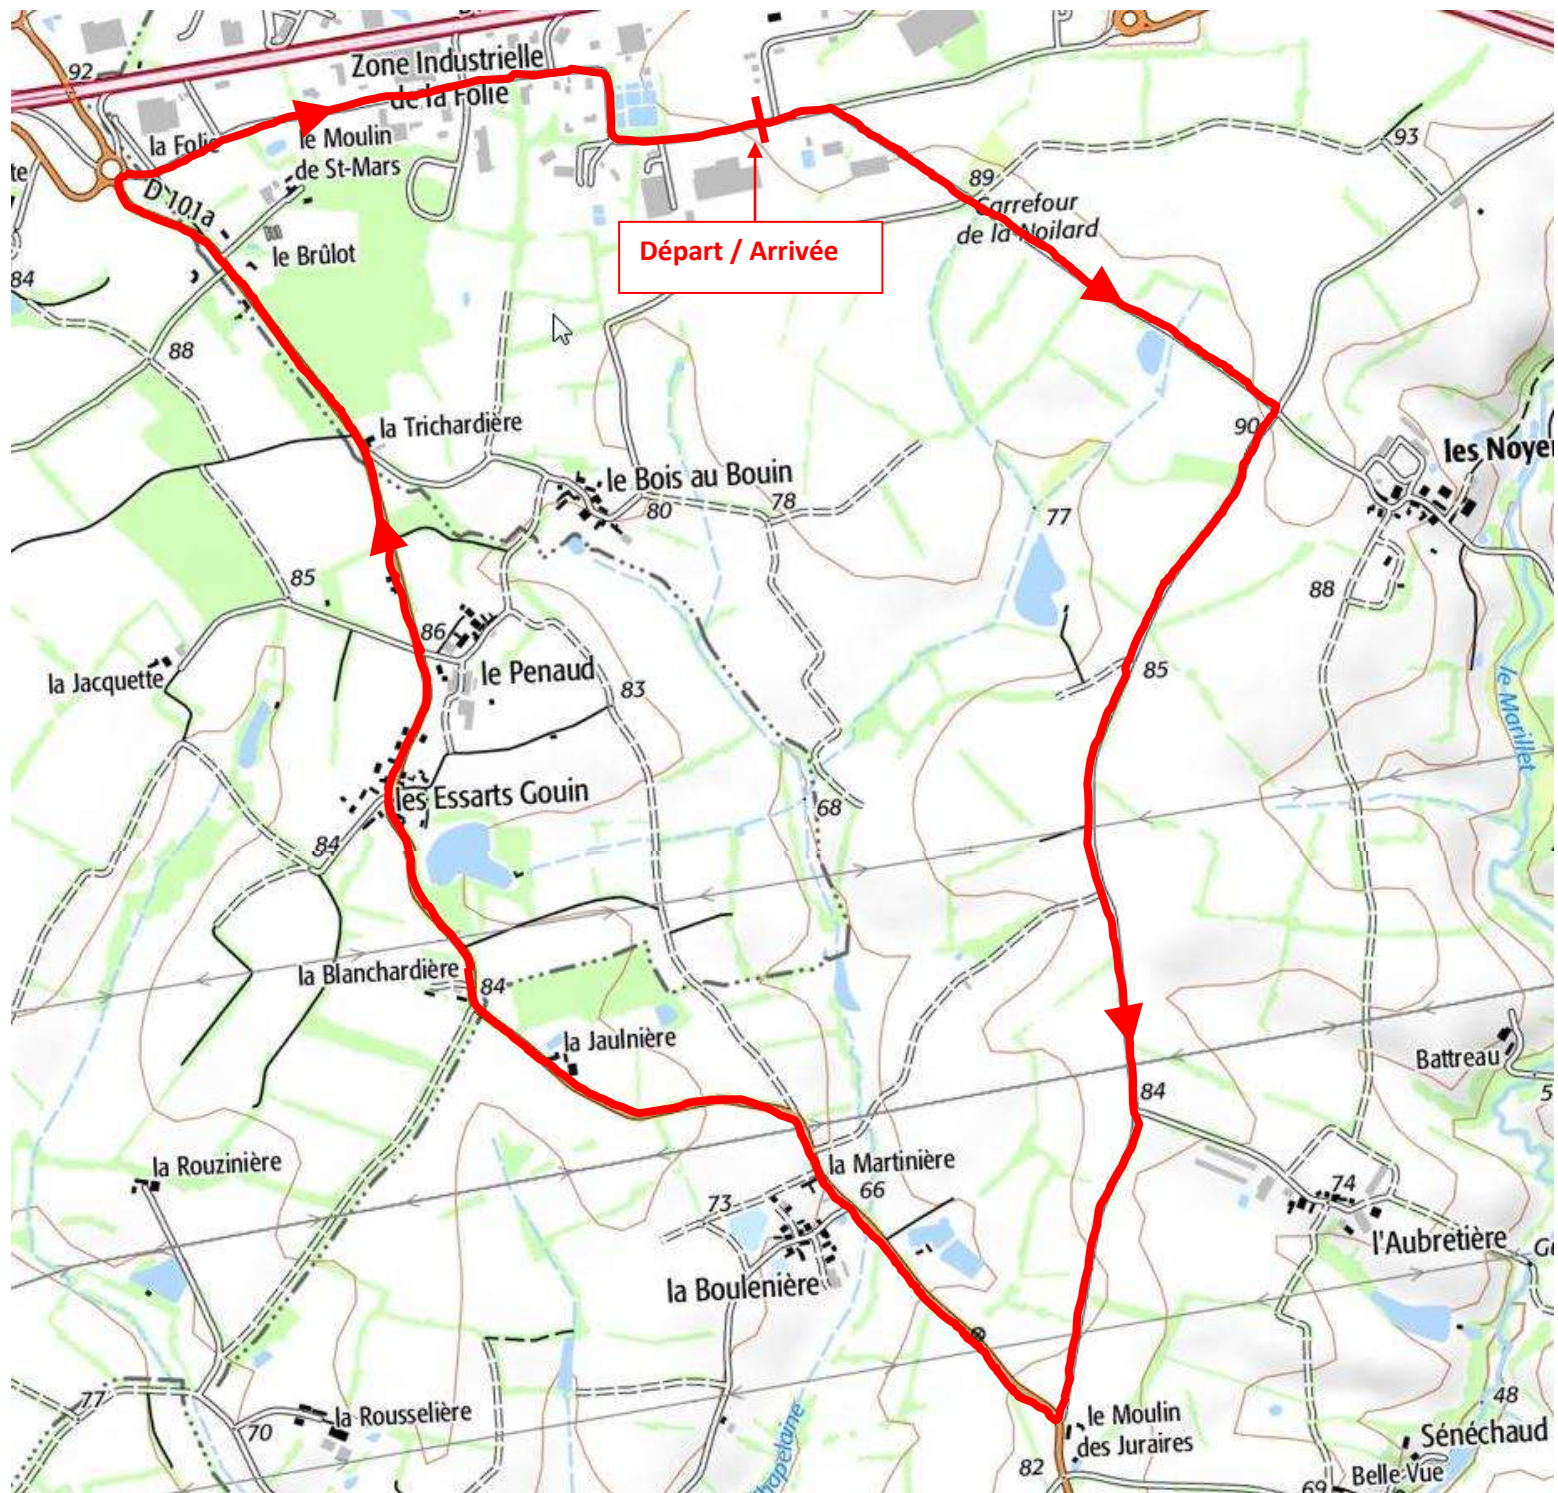 92
Zone Industrielle
de la Folie
la Folie
le Moulin
de St-Mars
D 101a
le Brûlot
te
84
88
Départ / Arrivée
89
Carrefour
de la Noilard
93
la Trichardière
le Bois au Bouin
80
78
77
90
les Noyer
88
85
86
le Penaud
83
la Jacquette
85
le Marillet
les Essarts Gouin
84
68
la Blanchardière
84
la Jaulnière
Battreau
5
84
la Rouzinière
la Martinière
66
73
74
l'Aubretière
la Boulenière
77
70
la Rousselière
le Moulin
des Juraires
82
48
Sénéchaud
Belle Vue
69
hapelaine